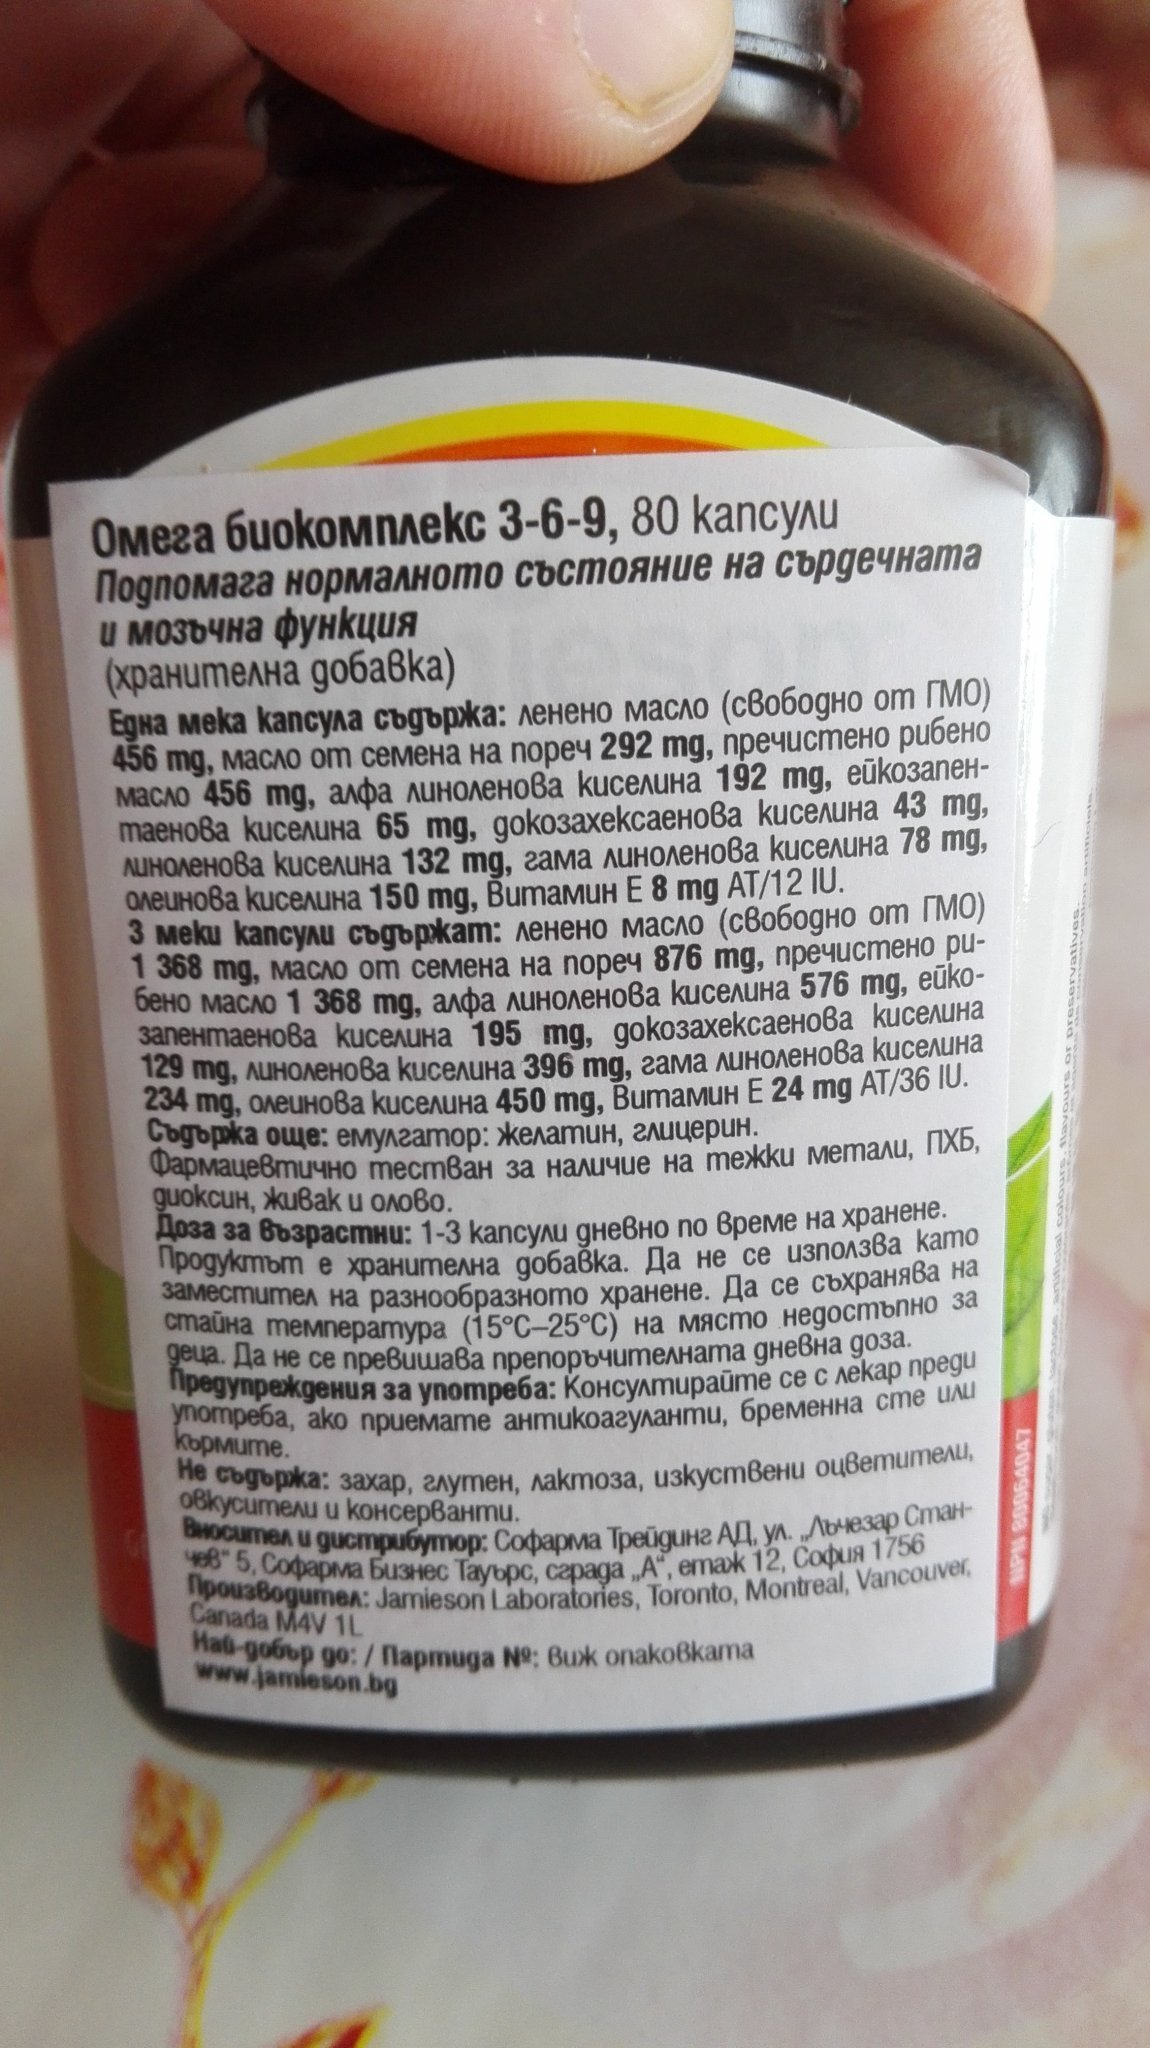 Омега биокомплекс 3-6-9, 80 капсули
Подпомага нормалното състояние на сърдечната
и мозъчна функция
(хранителна добавка)
Една мека капсула съдържа: ленено масло (свободно от ГМО)
456 mg, масло от семена на пореч 292 mg, пречистено рибено
масло 456 mg, алфа линоленова киселина 192 mg, ейкозапен-
таенова киселина 65 mg, докозахексаенова киселина 43 mg,
линоленова киселина 132 mg, гама линоленова киселина 78 mg,
олеинова киселина 150 mg, Витамин Е 8 mg AT/12 IU.
3 меки капсули съдържат: ленено масло (свободно от ГМО)
1 368 mg, масло от семена на пореч 876 mg, пречистено ри-
бено масло 1 368 mg, алфа линоленова киселина 576 mg, ейко-
запентаенова киселина 195 mg, докозахексаенова киселина
129 mg, линоленова киселина 396 mg, гама линоленова киселина
234 mg, олеинова киселина 450 mg, Витамин Е 24 mg AT/36 IU.
Съдържа още: емулгатор: желатин, глицерин.
Фармацевтично тестван за наличие на тежки метали, ПХБ,
диоксин, живак и олово.
Доза за възрастни: 1-3 капсули дневно по време на хранене.
Продуктът е хранителна добавка. Да не се използва като
заместител на разнообразното хранене. Да се съхранява на
стайна температура (15°C–25°C) на място недостъпно за
деца. Да не се превишава препоръчителната дневна доза.
Предупреждения за употреба: Консултирайте се с лекар преди
употреба, ако приемате антикоагуланти, бременна сте или
кърмите.
Не съдържа: захар, глутен, лактоза, изкуствени оцветители,
овкусители и консерванти.
Вносител и дистрибутор: Софарма Трейдинг АД, ул. „Лъчезар Стан-
чев“ 5, Софарма Бизнес Тауърс, сграда „А“, етаж 12, София 1756
Производител: Jamieson Laboratories, Toronto, Montreal, Vancouver,
Canada M4V 1L
Най-добър до: / Партида №: виж опаковката
www.jamieson.bg
NPN 80064047
artificial colours, flavours or preservatives.